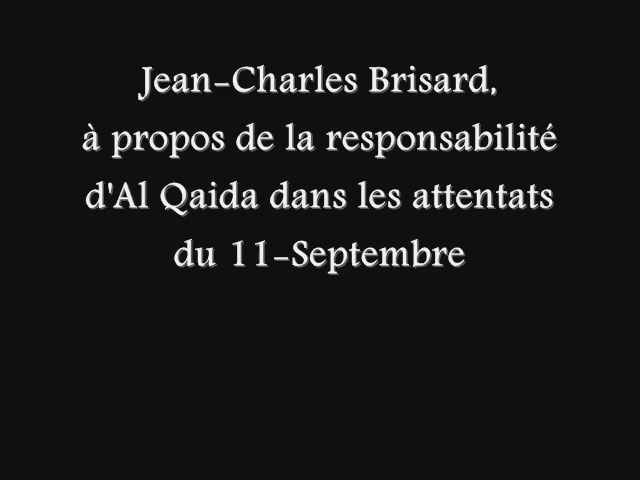 Jean-Charles Brisard,
à propos de la responsabilité
d'Al Qaida dans les attentats
du 11-Septembre